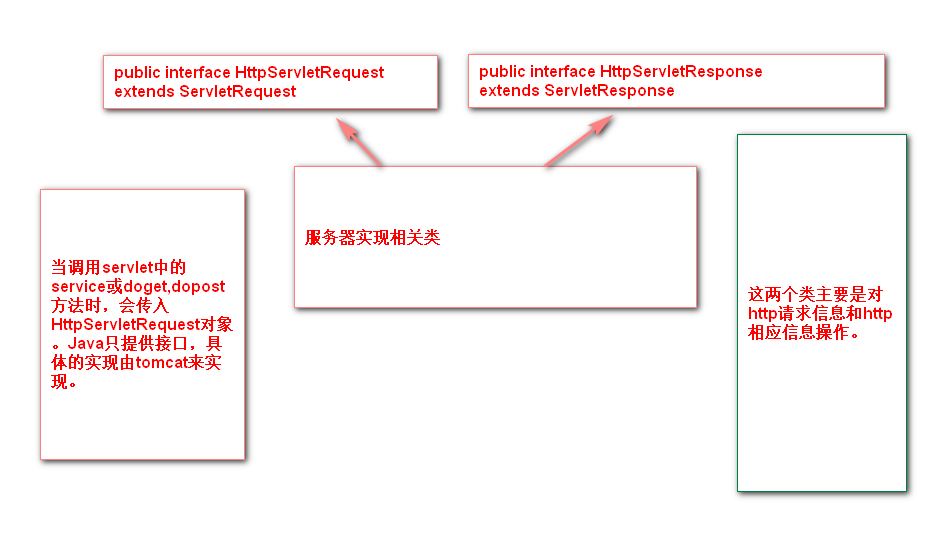 public interface HttpServletRequest
extends ServletRequest
public interface HttpServletResponse
extends ServletResponse
服务器实现相关类
当调用servlet中的
service或doget,dopost
方法时，会传入
HttpServletRequest对象
。Java只提供接口，具
体的实现由tomcat来实
现。
这两个类主要是对
http请求信息和http
相应信息操作。